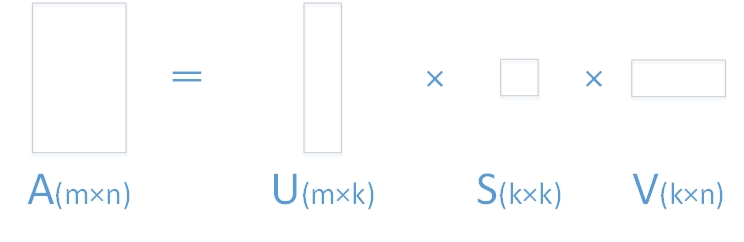 = × ×
A(m×n) U(m×k) S(k×k) V(k×n)